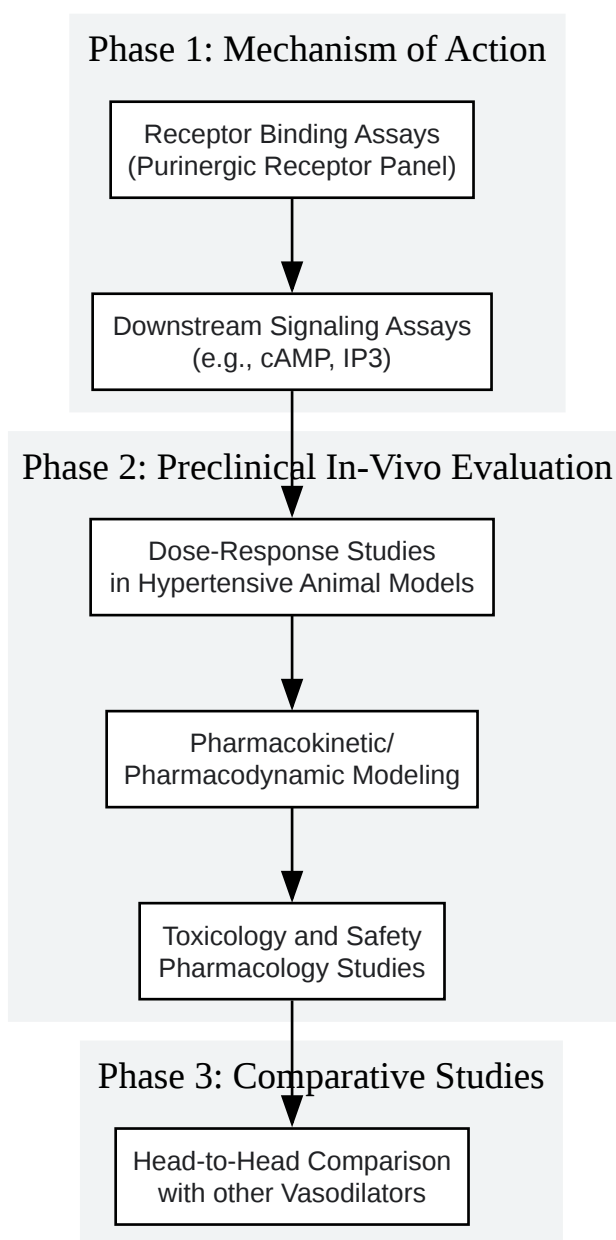 Phase 1: Mechanism of Action
Receptor Binding Assays
(Purinergic Receptor Panel)
Downstream Signaling Assays
(e.g., cAMP, IP3)
Phase 2: Preclinical In-Vivo Evaluation
Dose-Response Studies
in Hypertensive Animal Models
Pharmacokinetic/
Pharmacodynamic Modeling
Toxicology and Safety
Pharmacology Studies
Phase 3: Comparative Studies
Head-to-Head Comparison
with other Vasodilators